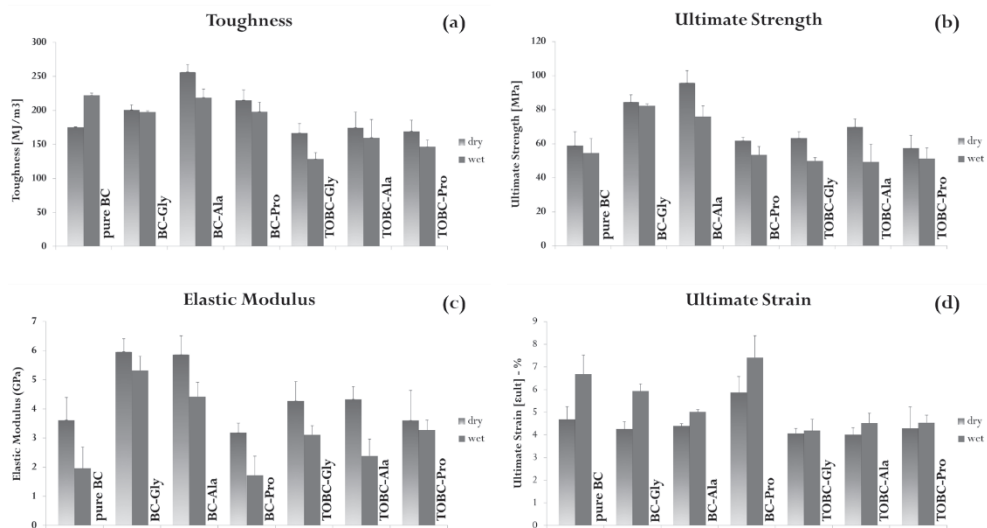 Toughness (a)
Toughness [MJ/m3]
300
250
200
150
100
50
0
pure BC
BC-Gly
BC-Ala
BC-Pro
TOBC-Gly
TOBC-Ala
TOBC-Pro
dry
wet
Ultimate Strength (b)
Ultimate Strength [MPa]
120
100
80
60
40
20
0
pure BC
BC-Gly
BC-Ala
BC-Pro
TOBC-Gly
TOBC-Ala
TOBC-Pro
dry
wet
Elastic Modulus (c)
Elastic Modulus (GPa)
7
6
5
4
3
2
1
0
pure BC
BC-Gly
BC-Ala
BC-Pro
TOBC-Gly
TOBC-Ala
TOBC-Pro
dry
wet
Ultimate Strain (d)
Ultimate Strain [εult] - %
9
8
7
6
5
4
3
2
1
0
pure BC
BC-Gly
BC-Ala
BC-Pro
TOBC-Gly
TOBC-Ala
TOBC-Pro
dry
wet